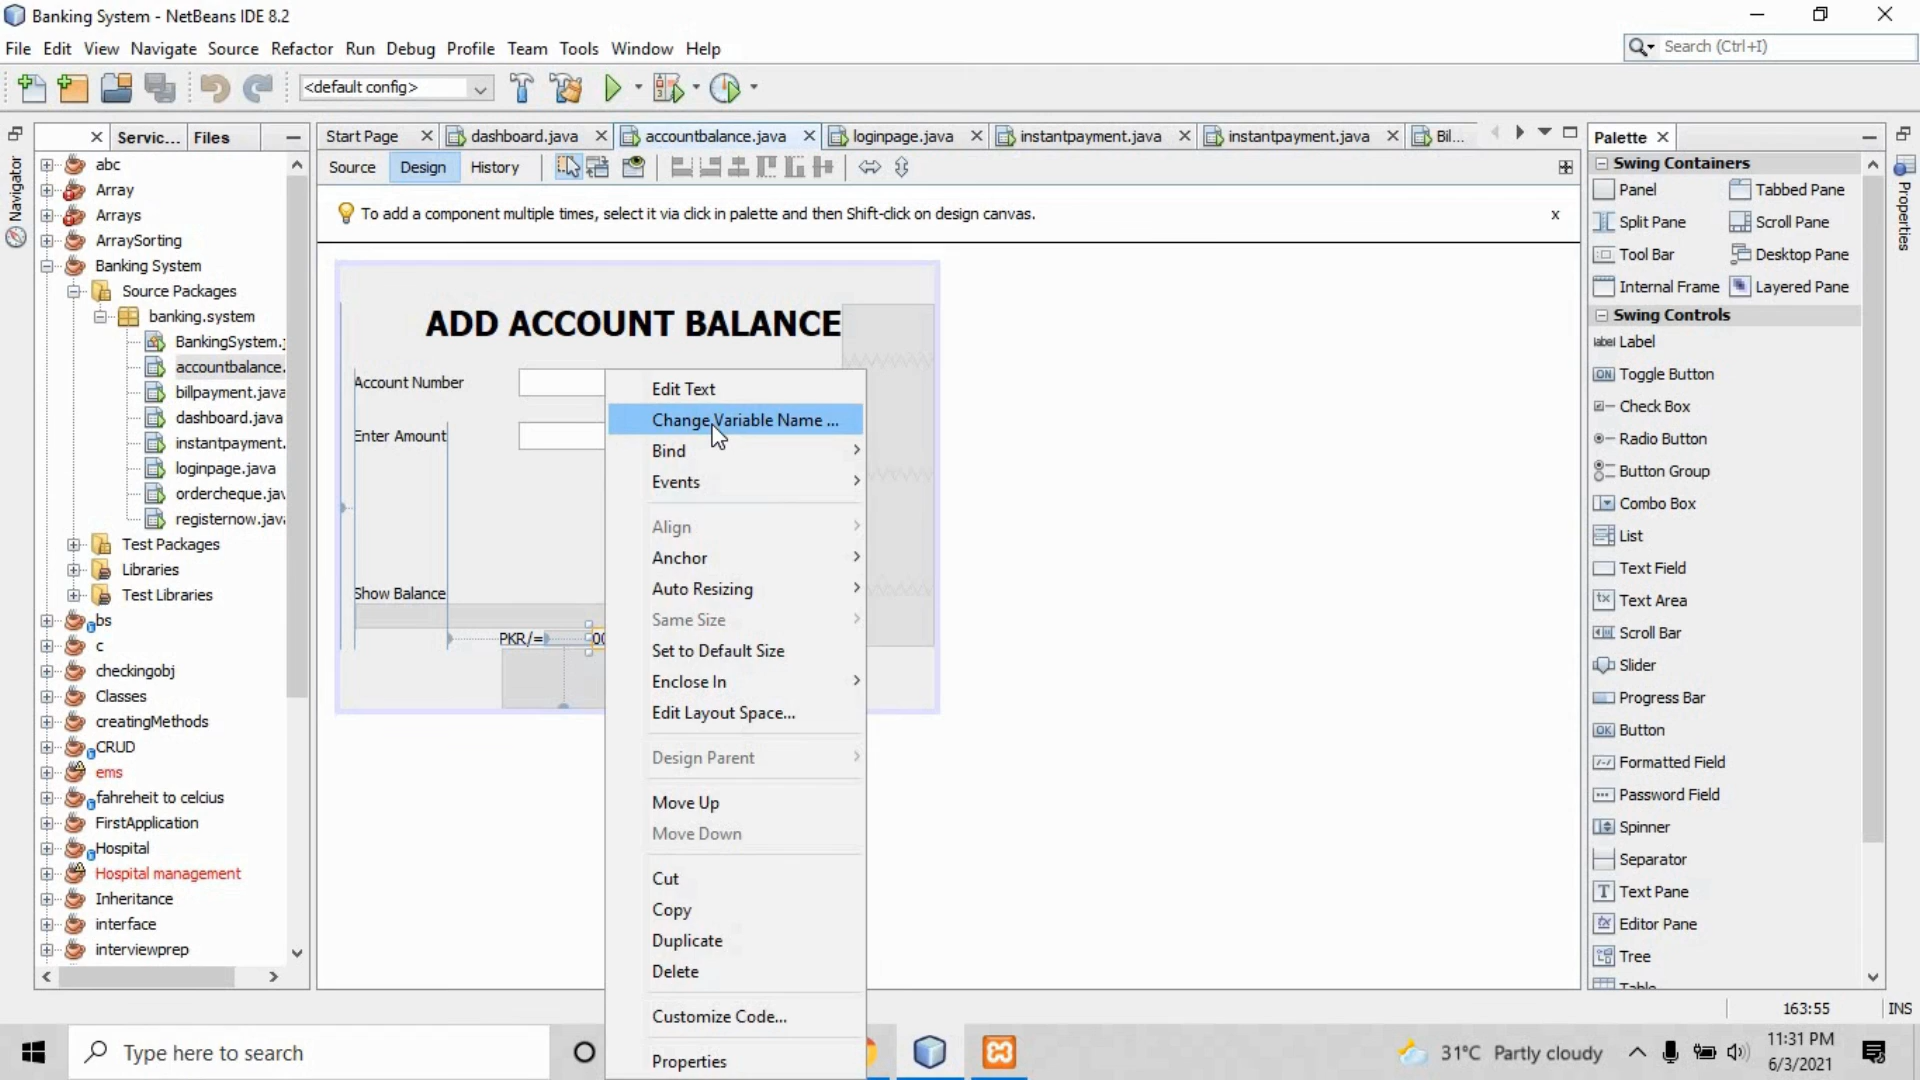 Banking System - NetBeans IDE 8.2
File Edit View Navigate Source Refactor Run Debug Profile Team Tools Window Help
Search (Ctrl+I)
<default config>
Servic... Files
Start Page dashboard.java accountbalance.java loginpage.java instantpayment.java instantpayment.java Bil...
Palette
Source Design History
To add a component multiple times, select it via click in palette and then Shift-click on design canvas.
x
Navigator
abc
Array
Arrays
ArraySorting
Banking System
Source Packages
banking.system
BankingSystem.j
accountbalance.
billpayment.java
dashboard.java
instantpayment.
loginpage.java
ordercheque.jav
registernow.java
Test Packages
Libraries
Test Libraries
bs
c
checkingobj
Classes
creatingMethods
CRUD
ems
fahreheit to celcius
FirstApplication
Hospital
Hospital management
Inheritance
interface
interviewprep
ADD ACCOUNT BALANCE
Account Number
Enter Amount
Show Balance
PKR/=
00
Edit Text
Change Variable Name ...
Bind
Events
Align
Anchor
Auto Resizing
Same Size
Set to Default Size
Enclose In
Edit Layout Space...
Design Parent
Move Up
Move Down
Cut
Copy
Duplicate
Delete
Customize Code...
Properties
Swing Containers
Panel Tabbed Pane
Split Pane Scroll Pane
Tool Bar Desktop Pane
Internal Frame Layered Pane
Swing Controls
label Label
ON Toggle Button
Check Box
Radio Button
Button Group
Combo Box
List
Text Field
Text Area
Scroll Bar
Slider
Progress Bar
OK Button
Formatted Field
Password Field
Spinner
Separator
T Text Pane
Editor Pane
Tree
Table
Properties
163:55 INS
Type here to search
31°C Partly cloudy
11:31 PM
6/3/2021